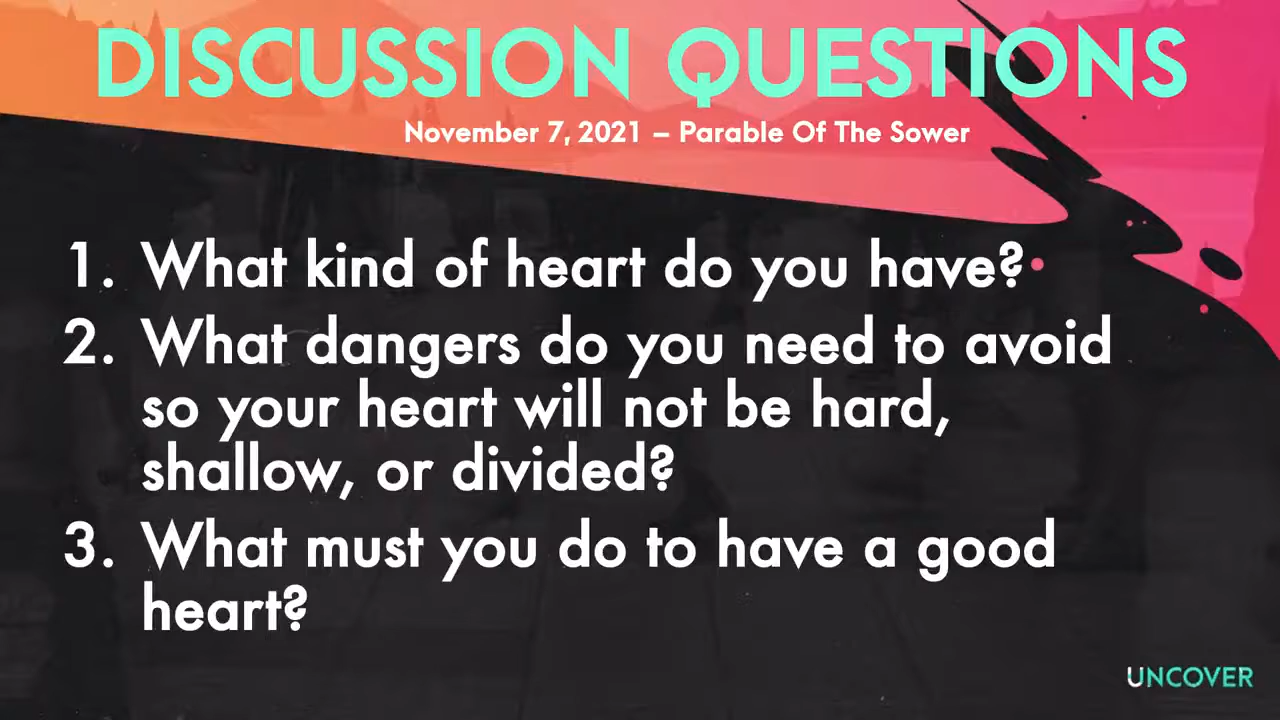 DISCUSSION QUESTIONS
November 7, 2021 – Parable Of The Sower
1. What kind of heart do you have?
2. What dangers do you need to avoid
so your heart will not be hard,
shallow, or divided?
3. What must you do to have a good
heart?
UNCOVER